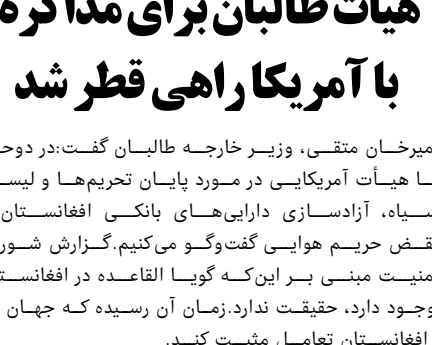 هیأت طالبان برای مذاکره
با آمریکا راهی قطر شد
میرخان متقی، وزیر خارجه طالبان گفت:در دوحه
با هیأت آمریکایی در مورد پایان تحریم‌ها و لیست
سیاه، آزادسازی دارایی‌های بانکی افغانستان
نقض حریم هوایی گفت‌وگو می‌کنیم.گزارش شورای
منیت مبنی بر این‌که گویا القاعده در افغانستان
وجود دارد، حقیقت ندارد.زمان آن رسیده که جهان
افغانستان تعامل مثبت کند.